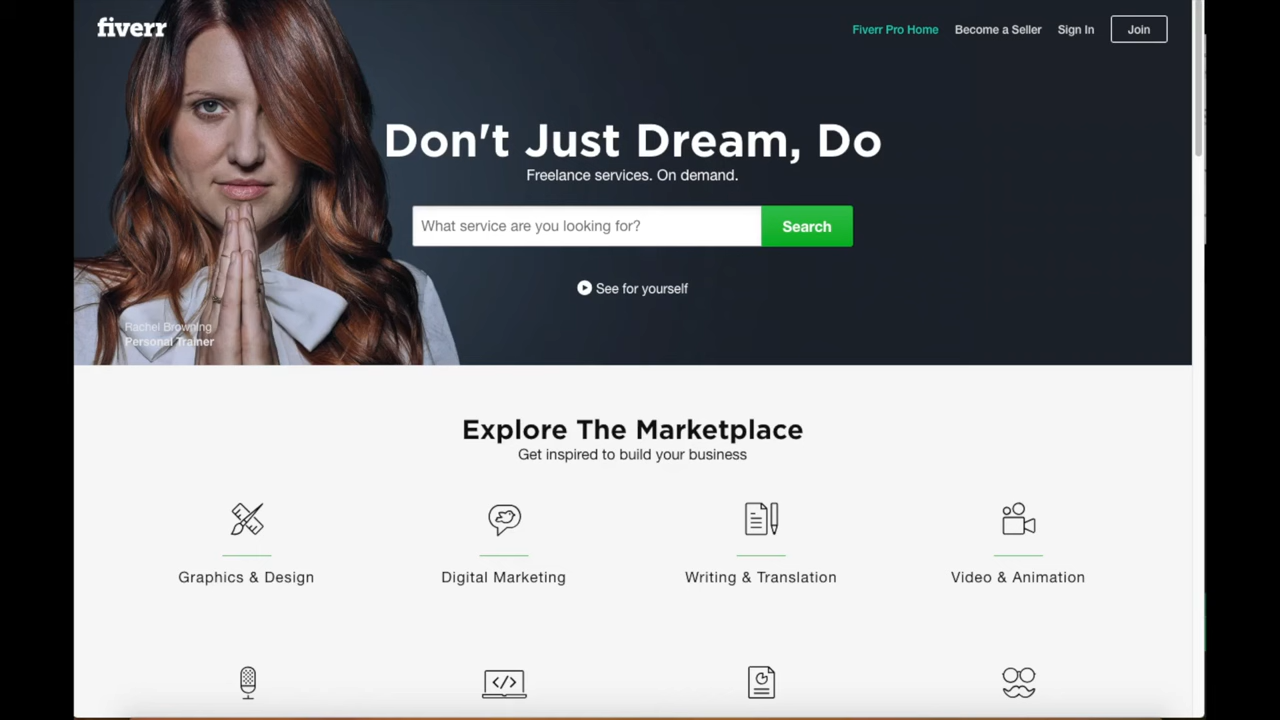 fiverr
Fiverr Pro Home
Become a Seller
Sign In
Join
Don't Just Dream, Do
Freelance services. On demand.
What service are you looking for?
Search
See for yourself
Rachel Browning
Personal Trainer
Explore The Marketplace
Get inspired to build your business
Graphics & Design
Digital Marketing
Writing & Translation
Video & Animation